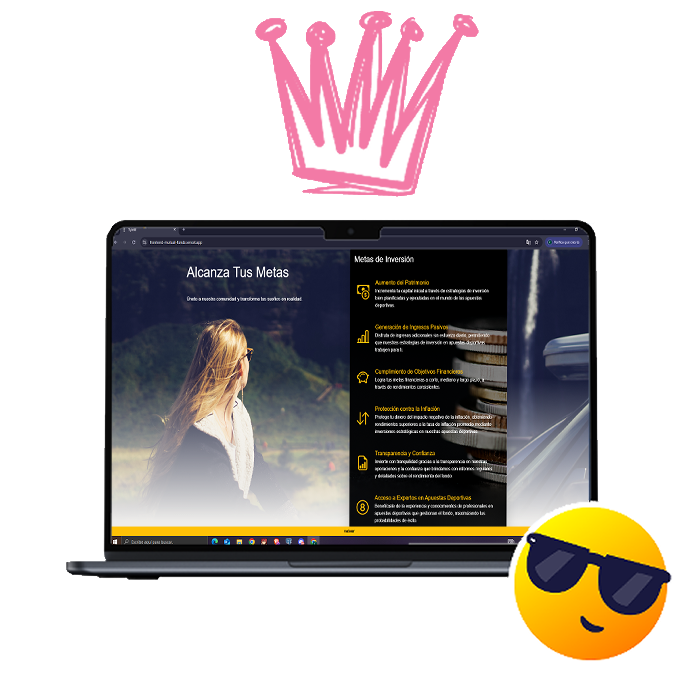 Alcanza Tus Metas
Únete a nuestra comunidad y transforma tus sueños en realidad.
Metas de Inversión
Aumento del Patrimonio
Incrementa tu capital inicial a través de estrategias de inversión
bien planificadas y ejecutadas en el mundo de las apuestas
deportivas.
Generación de Ingresos Pasivos
Disfruta de ingresos adicionales sin esfuerzo diario, permitiendo
que nuestras estrategias de inversión en apuestas deportivas
trabajen para ti.
Cumplimiento de Objetivos Financieros
Logra tus metas financieras a corto, mediano y largo plazo, a
través de rendimientos consistentes.
Protección contra la Inflación
Protege tu dinero del impacto negativo de la inflación, obteniendo
rendimientos superiores a la tasa de inflación promedio mediante
inversiones estratégicas en nuestras apuestas deportivas.
Transparencia y Confianza
Invierte con tranquilidad gracias a la transparencia en nuestras
operaciones y la confianza que brindamos con informes regulares
y detallados sobre el rendimiento del fondo.
Acceso a Expertos en Apuestas Deportivas
Benefíciate de la experiencia y conocimientos de profesionales en
apuestas deportivas que gestionan el fondo, maximizando las
probabilidades de éxito.
Escribe aquí para buscar.